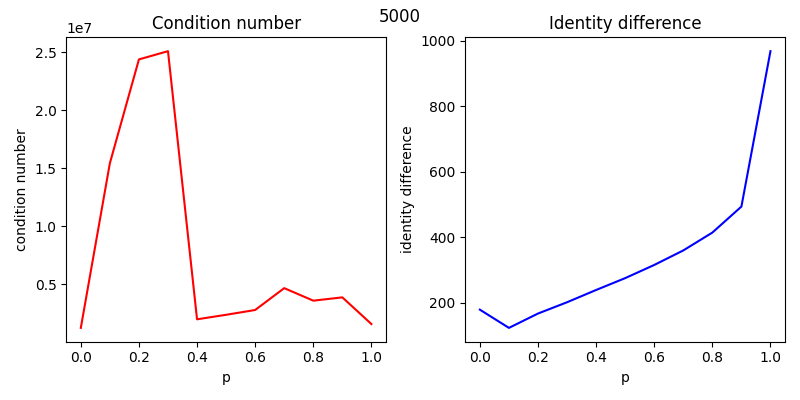 5000
Condition number
1e7
2.5
2.0
1.5
1.0
0.5
condition number
0.0 0.2 0.4 0.6 0.8 1.0
p
Identity difference
1000
800
600
400
200
identity difference
0.0 0.2 0.4 0.6 0.8 1.0
p